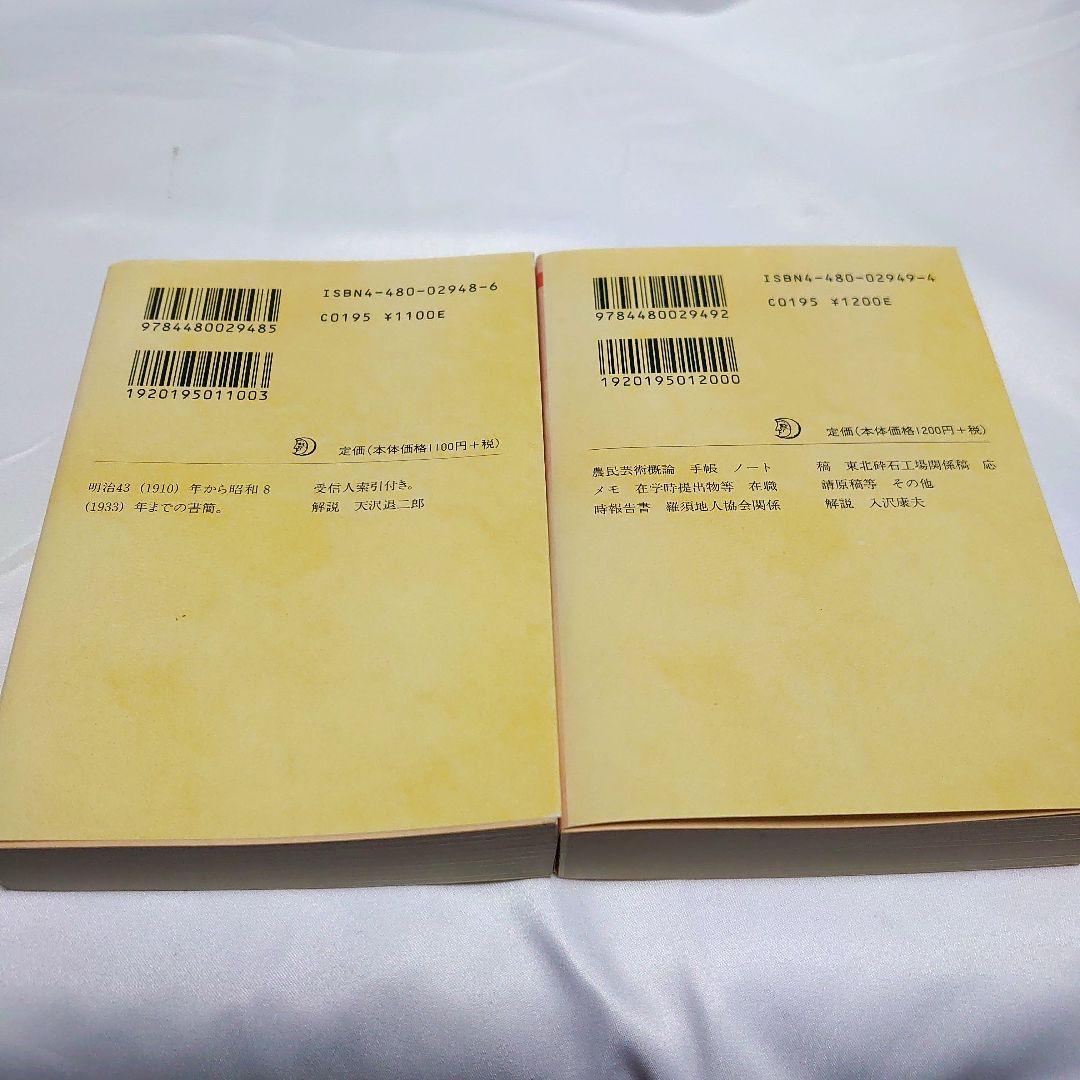 ISBN4-480-02948-6
C0195 ¥1100E
9784480029485
1920195011003
定価(本体価格1100円+税)
明治43 (1910) 年から昭和8
(1933) 年までの書簡。
受信人索引付き。
解説 天沢退二郎
ISBN4-480-02949-4
C0195 ¥1200E
9784480029492
1920195012000
定価(本体価格1200円+税)
農民芸術概論 手帳 ノート
メモ 在学時提出物等 在職
時報告書 羅須地人協会関係
稿 東北砕石工場関係稿 応
請原稿等 その他
解説 入沢康夫